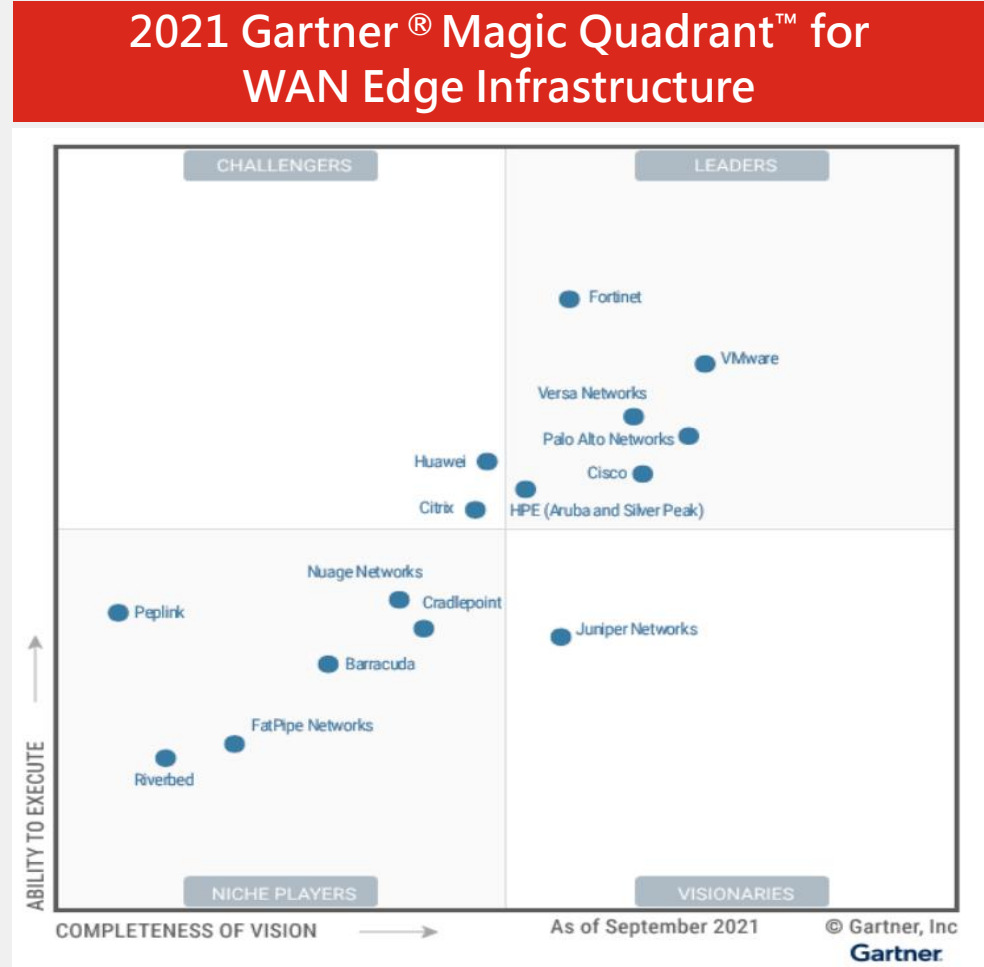 2021 Gartner ® Magic Quadrant™ for
WAN Edge Infrastructure
CHALLENGERS
LEADERS
Fortinet
VMware
Versa Networks
Palo Alto Networks
Huawei
Cisco
Citrix
HPE (Aruba and Silver Peak)
Nuage Networks
Cradlepoint
Peplink
Juniper Networks
Barracuda
FatPipe Networks
Riverbed
ABILITY TO EXECUTE
NICHE PLAYERS
VISIONARIES
COMPLETENESS OF VISION
As of September 2021
© Gartner, Inc
Gartner